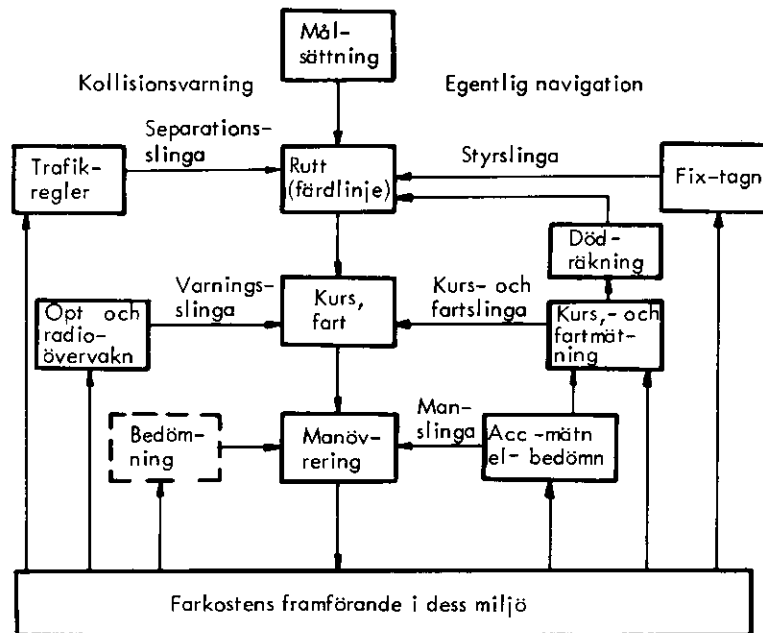 Mål-
sättning
Kollisionsvarning
Egentlig navigation
Separations-
slinga
Trafik-
regler
Rutt
(färdlinje)
Styrslinga
Fix-tagn
Död-
räkning
Varnings-
slinga
Opt och
radio-
övervakn
Kurs,
fart
Kurs- och
fartslinga
Kurs,- och
fartmät-
ning
Bedöm-
ning
Manöv-
rering
Man-
slinga
Acc -mätn
el- bedömn
Farkostens framförande i dess miljö